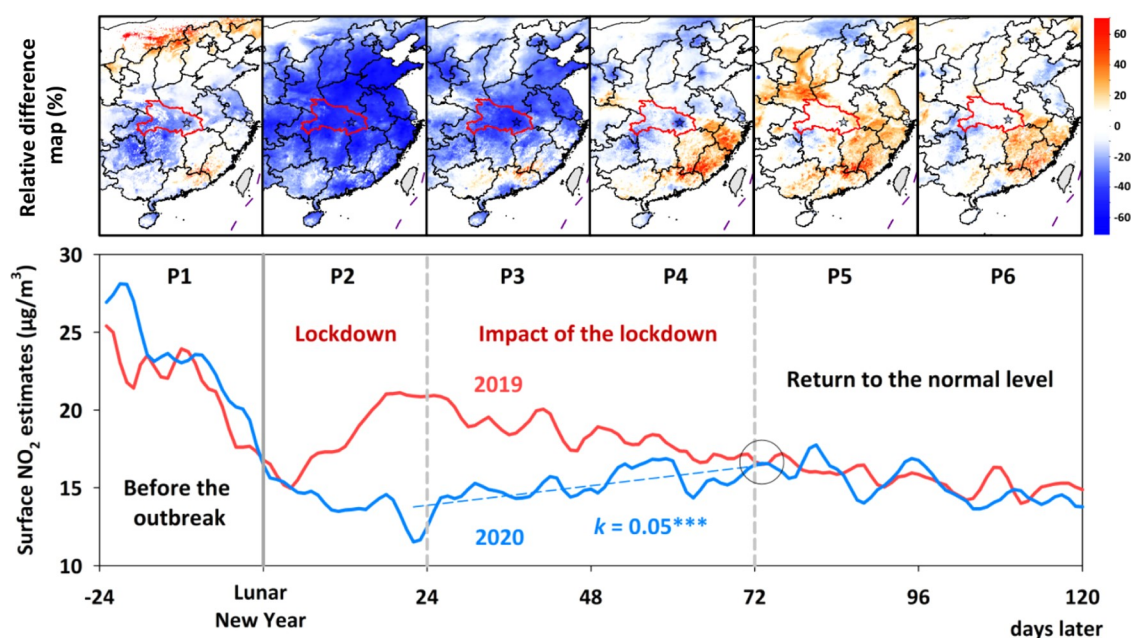 Relative difference
map (%)
60
40
20
0
-20
-40
-60
Surface NO₂ estimates (µg/m³)
30
25
20
15
10
P1
P2
P3
P4
P5
P6
Lockdown
Impact of the lockdown
2019
Return to the normal level
Before the
outbreak
2020
k = 0.05***
-24
Lunar
New Year
24
48
72
96
120
days later